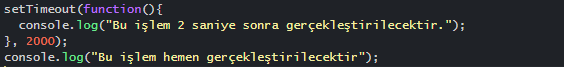 setTimeout(function(){
  console.log("Bu işlem 2 saniye sonra gerçekleştirilecektir.");
}, 2000);
console.log("Bu işlem hemen gerçekleştirilecektir");